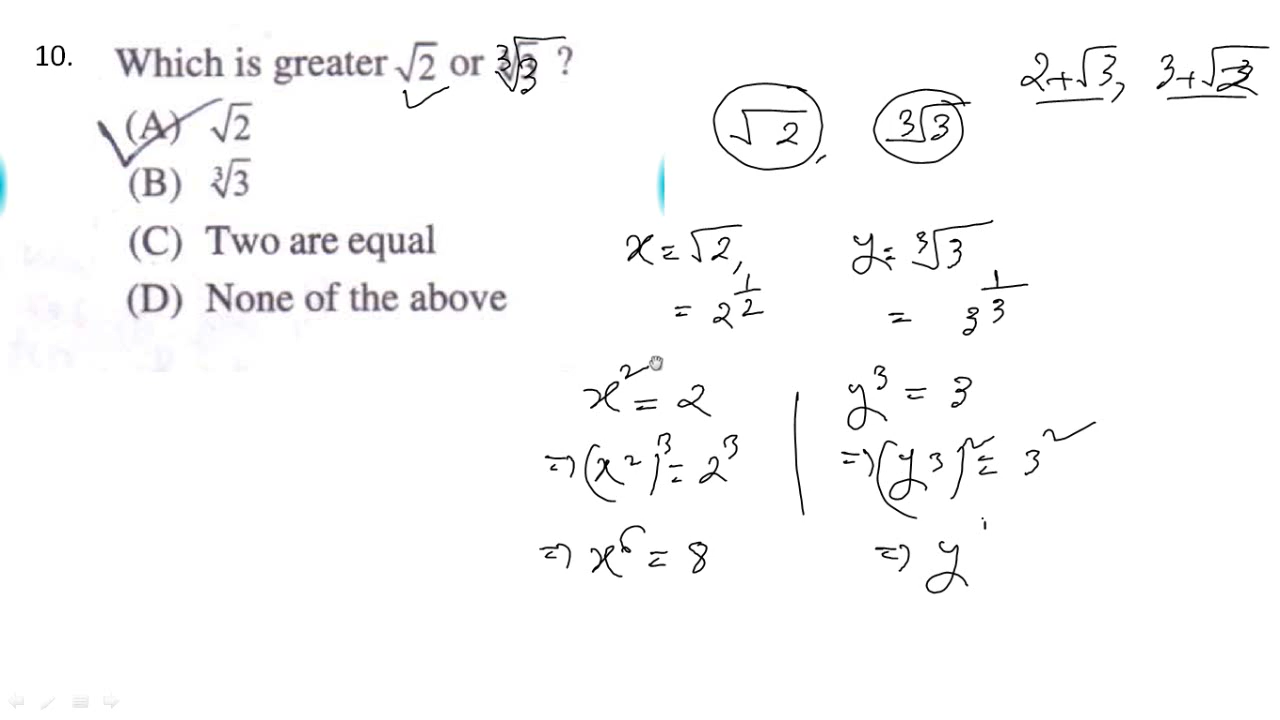 10. Which is greater √2 or ∛3 ?
(A) √2
(B) ∛3
(C) Two are equal
(D) None of the above
2+√3, 3+√2
√2, ∛3
x = √2, y = ∛3
= 2^(1/2) = 3^(1/3)
x² = 2 y³ = 3
⇒ (x²)³ = 2³ ⇒ (y³)² = 3²
⇒ x⁶ = 8 ⇒ y